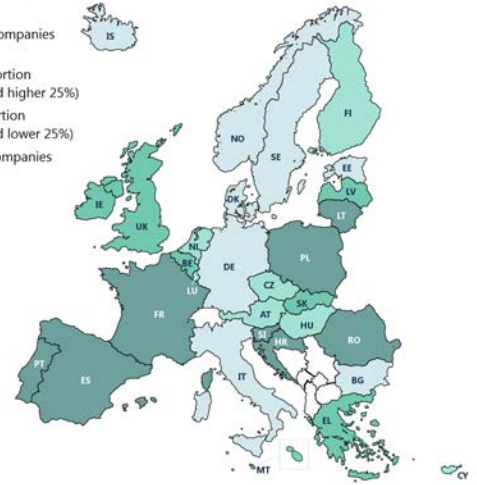 ompanies
ortion
d higher 25%)
ortion
d lower 25%)
ompanies
IS
NO
SE
FI
EE
LV
LT
DK
IE
UK
NL
BE
LU
DE
PL
CZ
SK
AT
HU
FR
SI
HR
RO
PT
ES
IT
BG
EL
MT
CY